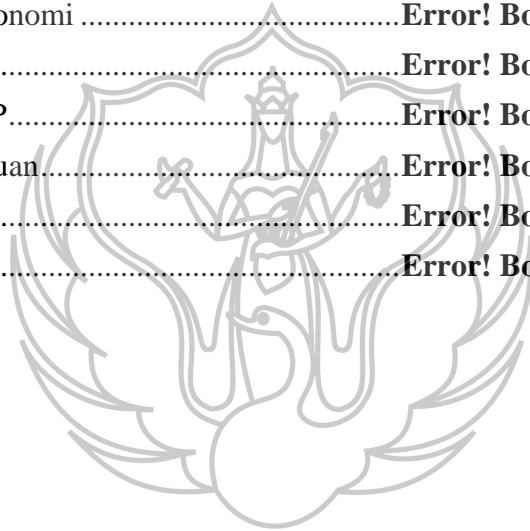 onomi ....................................Error! Bo
..............................................Error! Bo
P.............................................Error! Bo
uan..........................................Error! Bo
..............................................Error! Bo
..............................................Error! Bo